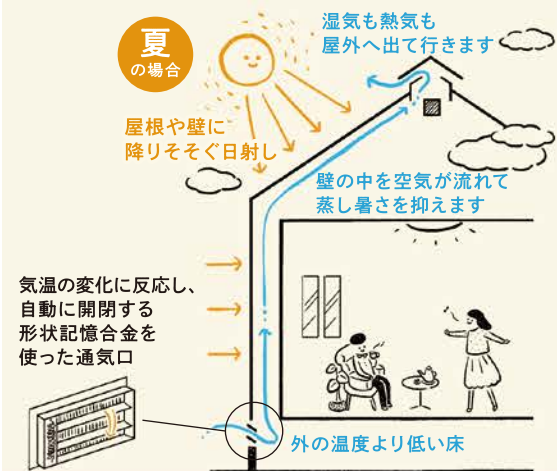 夏
の場合
湿気も熱気も
屋外へ出て行きます
屋根や壁に
降りそそぐ日射し
壁の中を空気が流れて
蒸し暑さを抑えます
気温の変化に反応し、
自動に開閉する
形状記憶合金を
使った通気口
外の温度より低い床